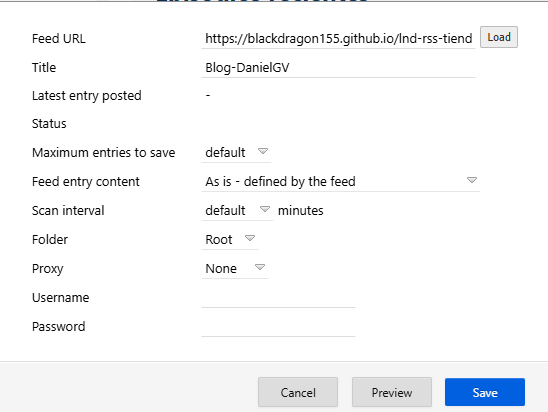 Feed URL https://blackdragon155.github.io/lnd-rss-tiend Load
Title Blog-DanielGV
Latest entry posted -
Status
Maximum entries to save default
Feed entry content As is - defined by the feed
Scan interval default minutes
Folder Root
Proxy None
Username
Password
Cancel Preview Save